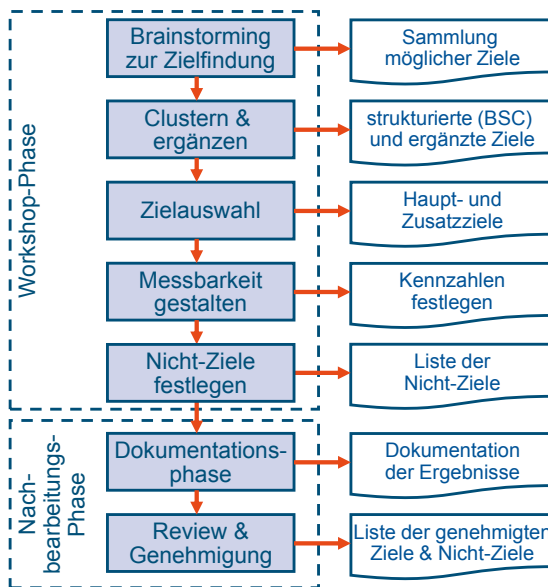 Workshop-Phase
Brainstorming
zur Zielfindung
Sammlung
möglicher Ziele
Clustern &
ergänzen
strukturierte (BSC)
und ergänzte Ziele
Zielauswahl
Haupt- und
Zusatzziele
Messbarkeit
gestalten
Kennzahlen
festlegen
Nicht-Ziele
festlegen
Liste der
Nicht-Ziele
Nach-
bearbeitungs-
Phase
Dokumentations-
phase
Dokumentation
der Ergebnisse
Review &
Genehmigung
Liste der genehmigten
Ziele & Nicht-Ziele